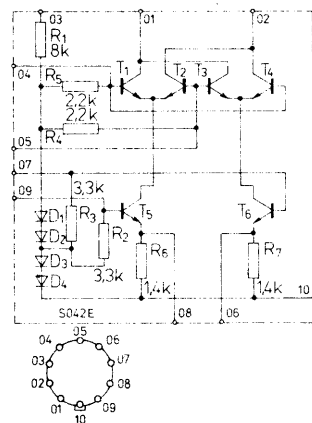 03 01 02
R1
8k
04
R5 T1 T2 T3 T4
2,2k
2,2k
R4
05
07
09
3,3k
D1 R3 T5 T6
D2 R2
D3 R6 R7
3,3k
D4 1,4k 1,4k 10
S042E 08 06
05
04 06
03 07
02 08
01 09
10